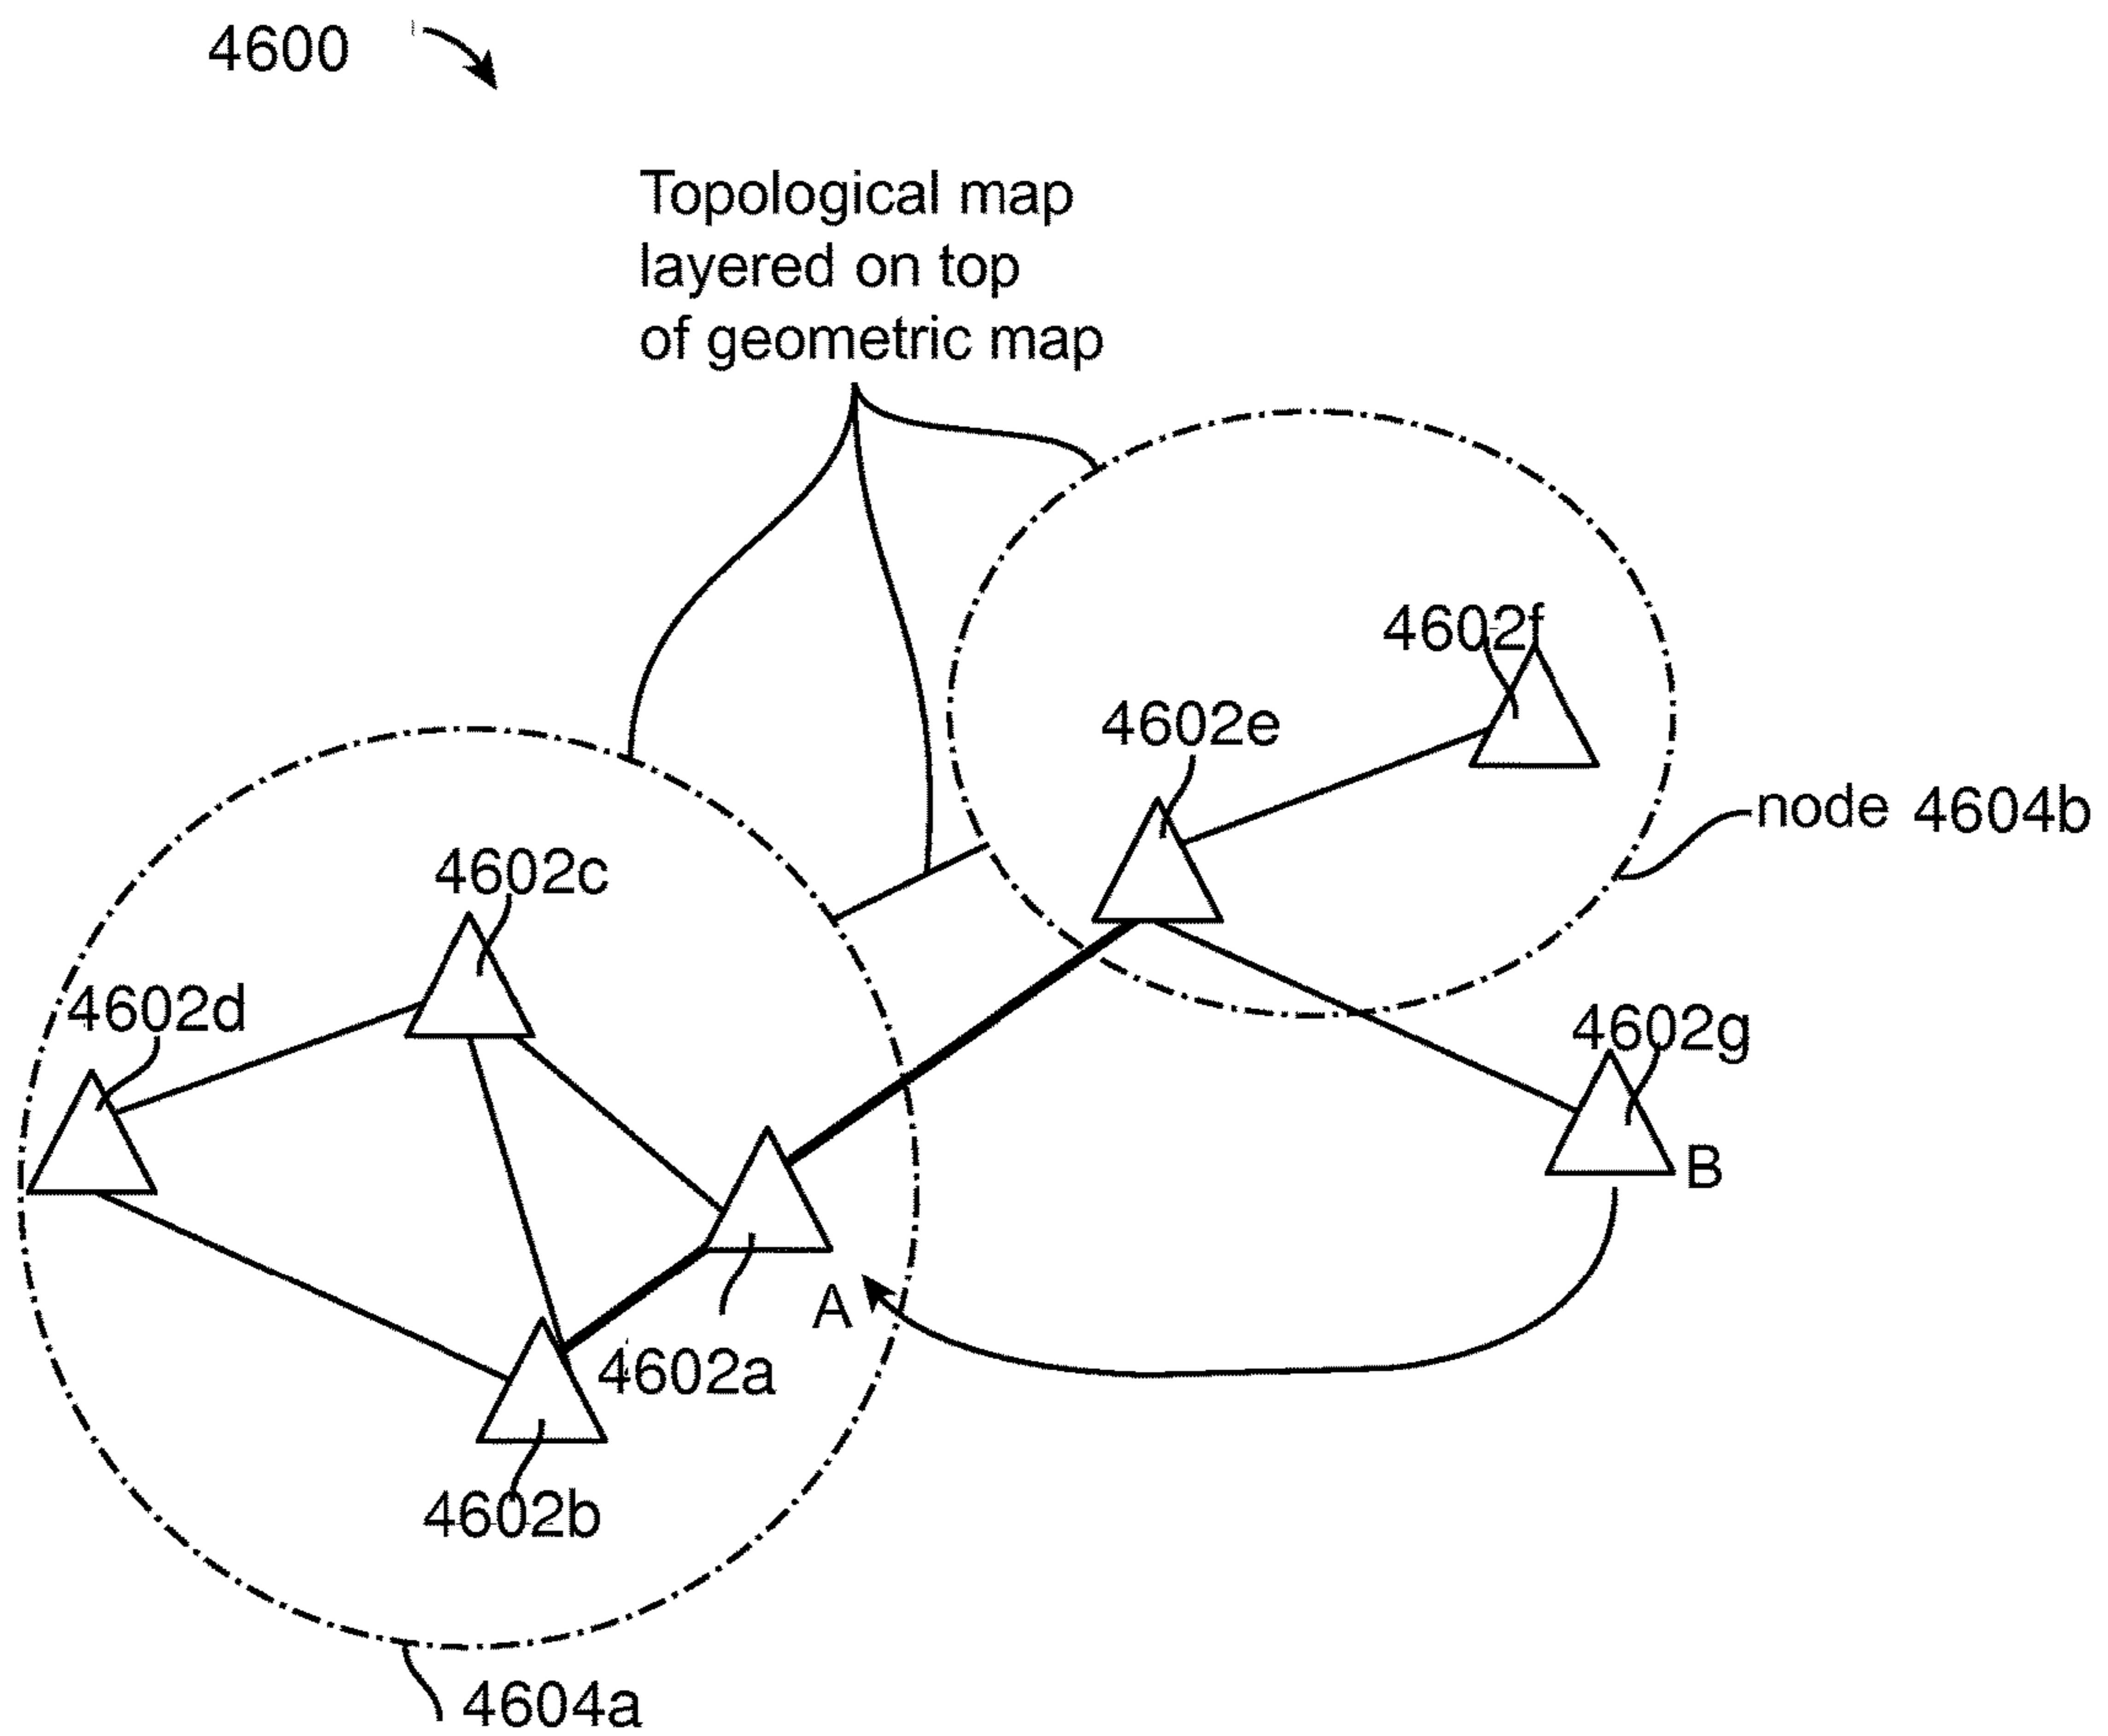 4600
Topological map
layered on top
of geometric map
4602f
4602e
node 4604b
4602c
4602d
4602g
B
A
4602a
4602b
4604a